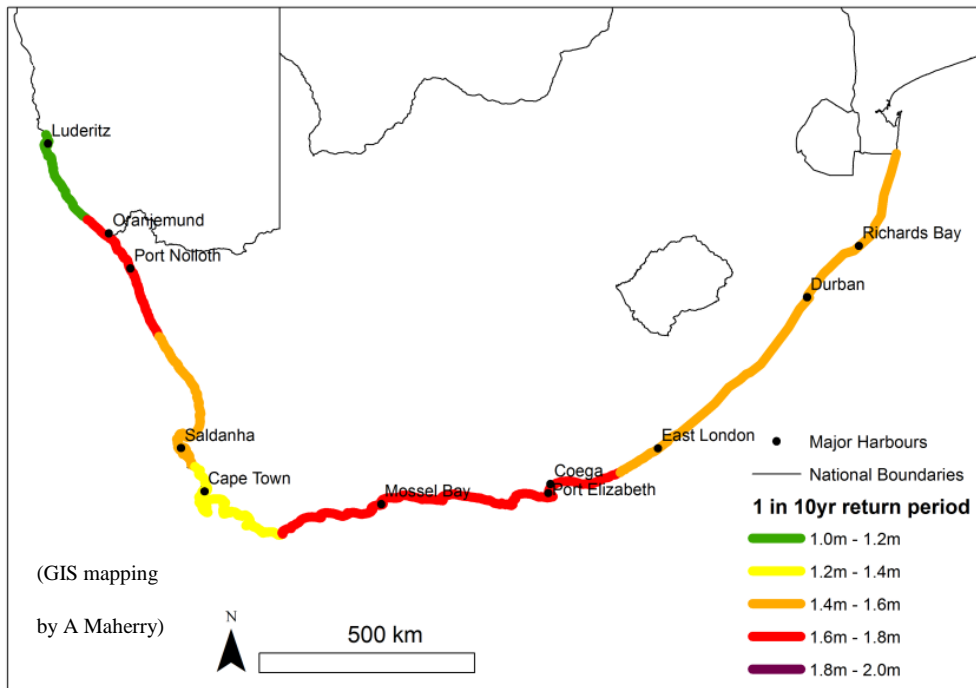 Luderitz
Oranjemund
Port Nolloth
Richards Bay
Durban
Saldanha
East London
Cape Town
Coega
Mossel Bay
Port Elizabeth
Major Harbours
National Boundaries
1 in 10yr return period
1.0m - 1.2m
1.2m - 1.4m
1.4m - 1.6m
1.6m - 1.8m
1.8m - 2.0m
(GIS mapping
by A Maherry)
N
500 km